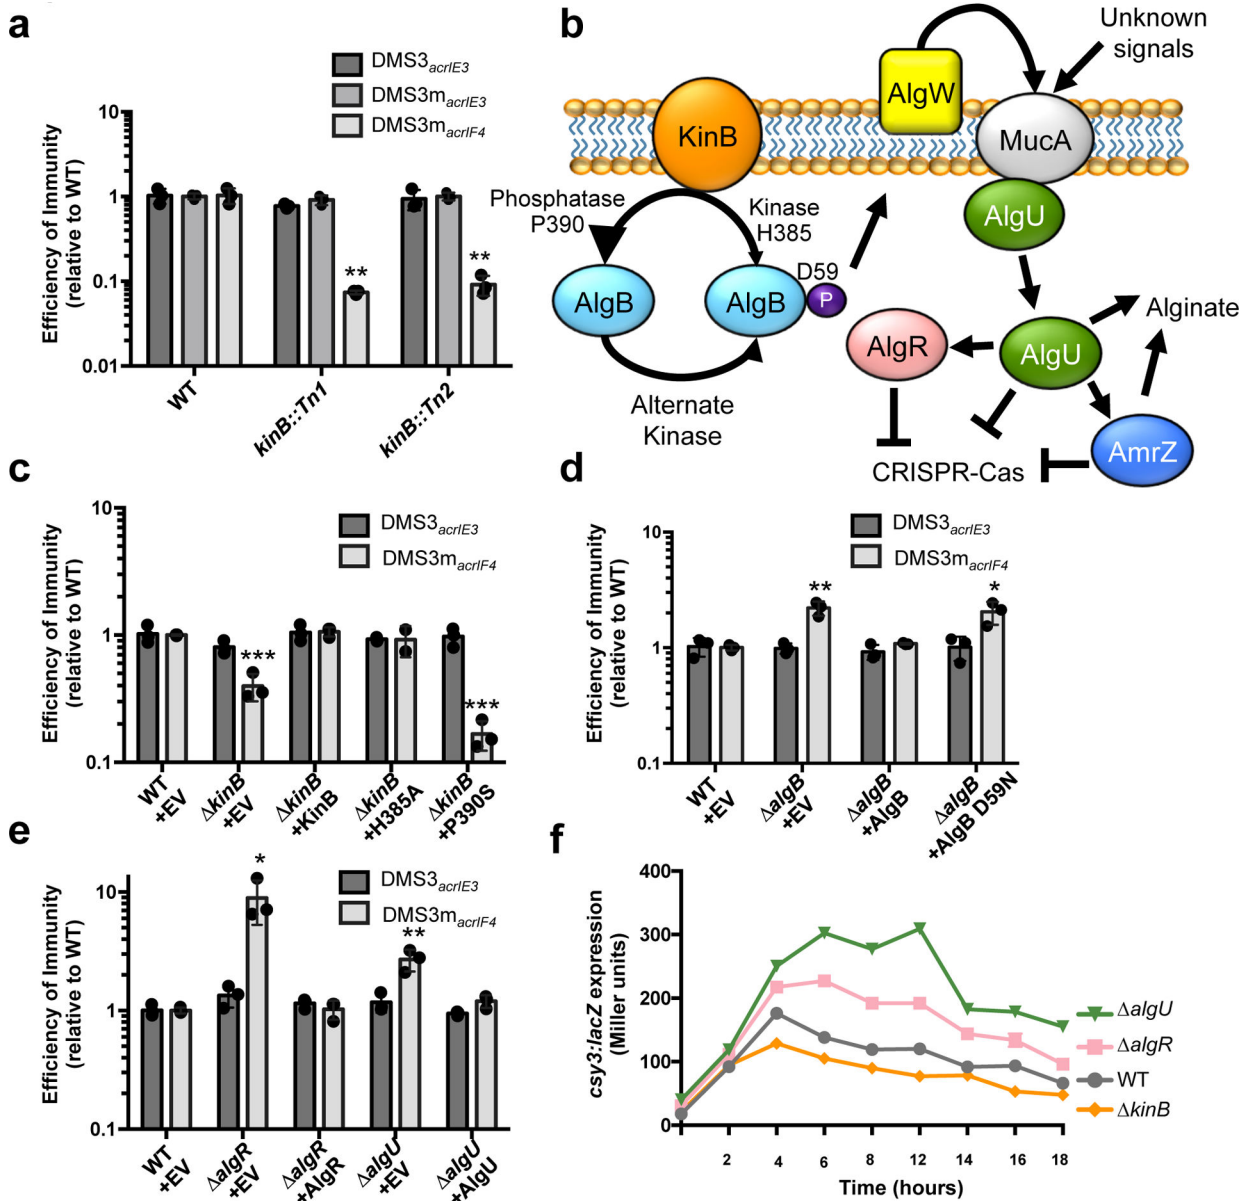 a
DMS3acrIE3
DMS3macrIE3
DMS3macrIF4
Efficiency of Immunity
(relative to WT)
10
1
0.1
0.01
**
**
WT
kinB::Tn1
kinB::Tn2
b
Unknown
signals
AlgW
KinB
MucA
AlgU
Phosphatase
P390
Kinase
H385
D59
AlgB
AlgB
P
AlgR
AlgU
Alginate
Alternate
Kinase
AmrZ
CRISPR-Cas
c
DMS3acrIE3
DMS3macrIF4
Efficiency of Immunity
(relative to WT)
10
1
0.1
***
***
WT
+EV
ΔkinB
+EV
ΔkinB
+KinB
ΔkinB
+H385A
ΔkinB
+P390S
d
DMS3acrIE3
DMS3macrIF4
Efficiency of Immunity
(relative to WT)
10
1
0.1
**
*
WT
+EV
ΔalgB
+EV
ΔalgB
+AlgB
ΔalgB
+AlgB D59N
e
DMS3acrIE3
DMS3macrIF4
Efficiency of Immunity
(relative to WT)
10
1
0.1
*
**
WT
+EV
ΔalgR
+EV
ΔalgR
+AlgR
ΔalgU
+EV
ΔalgU
+AlgU
f
csy3:lacZ expression
(Miller units)
400
300
200
100
0
2 4 6 8 12 14 16 18
Time (hours)
ΔalgU
ΔalgR
WT
ΔkinB